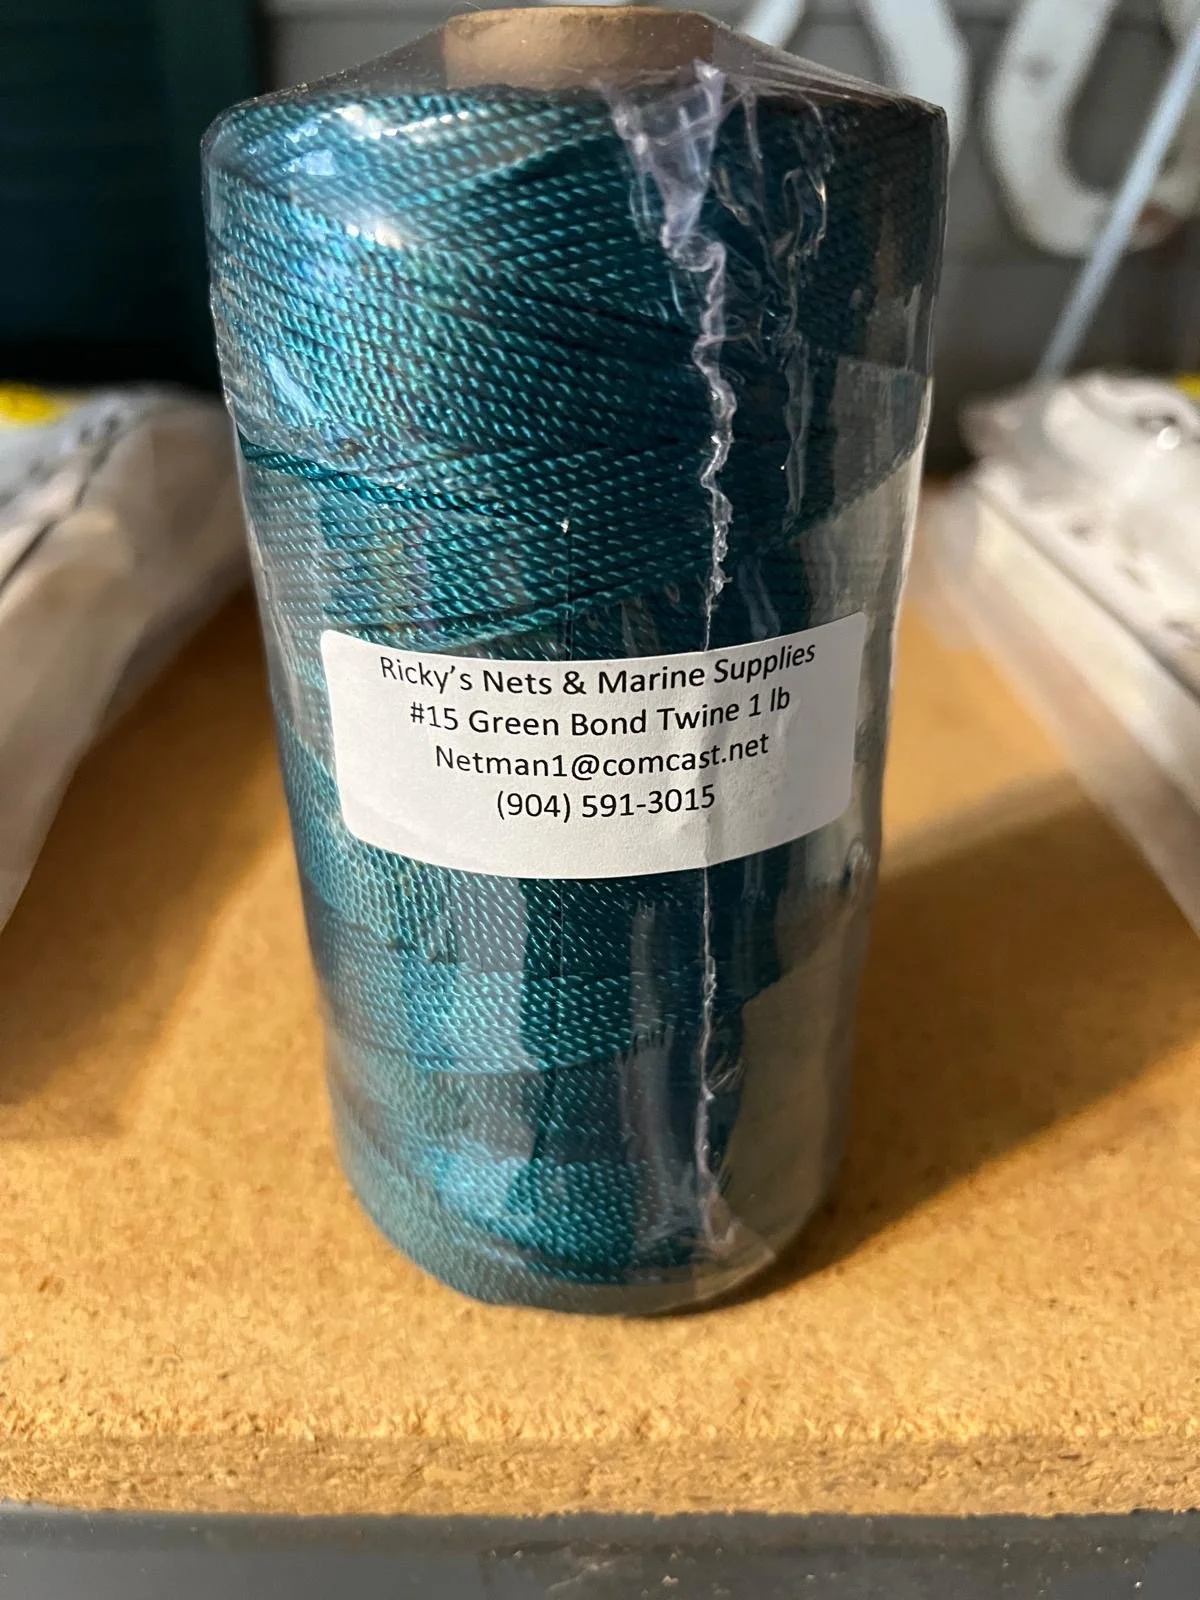 Ricky’s Nets & Marine Supplies
#15 Green Bond Twine 1 lb
Netman1@comcast.net
(904) 591-3015